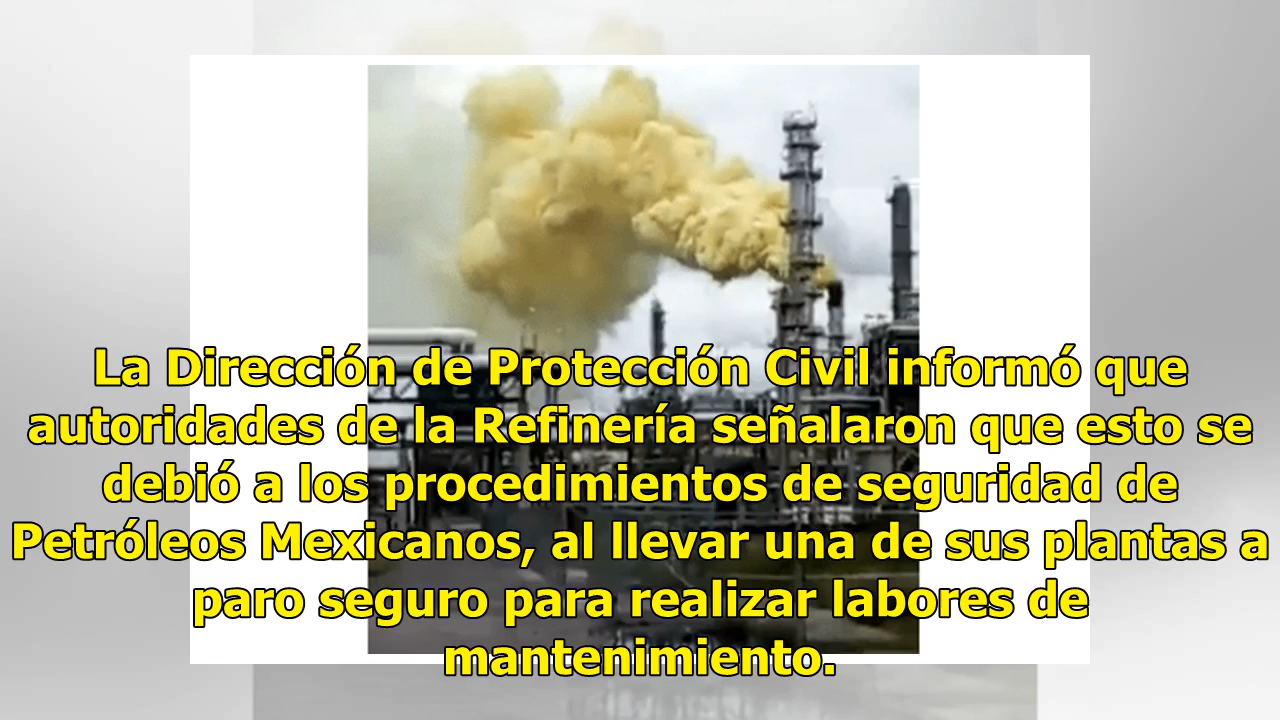 La Dirección de Protección Civil informó que
autoridades de la Refinería señalaron que esto se
debió a los procedimientos de seguridad de
Petróleos Mexicanos, al llevar una de sus plantas a
paro seguro para realizar labores de
mantenimiento.